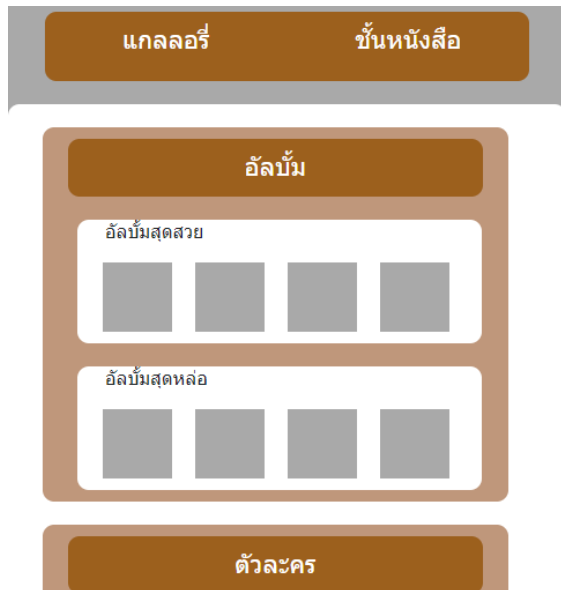 แกลลอรี่ ชั้นหนังสือ
อัลบั้ม
อัลบั้มสุดสวย
อัลบั้มสุดหล่อ
ตัวละคร